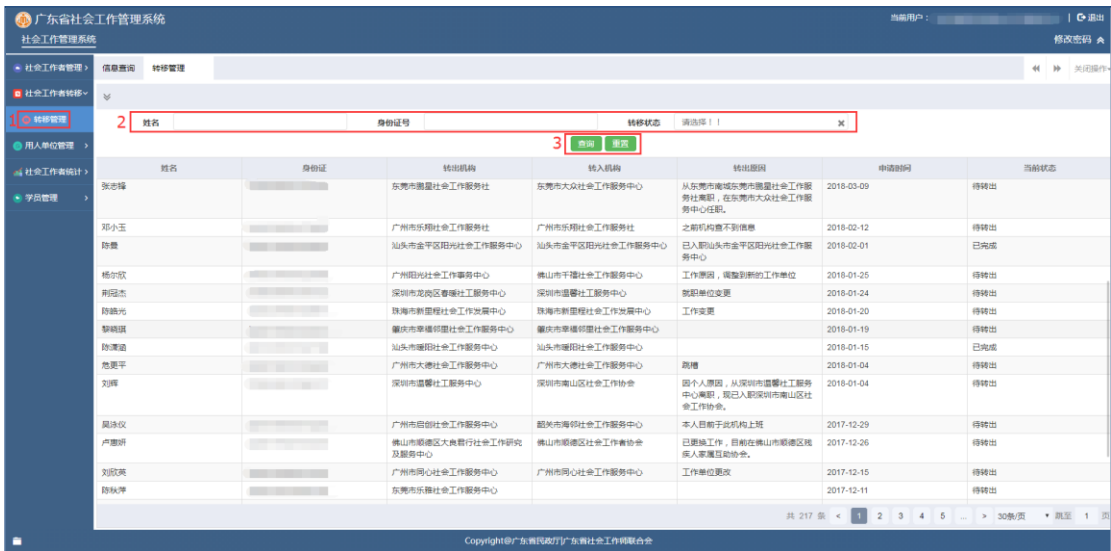 广东省社会工作管理系统
当前用户：
退出
社会工作管理系统
修改密码
社会工作者管理
信息查询 转移管理
关闭操作
社会工作者转移
1 转移管理
2 姓名 身份证号 转移状态 请选择！！
用人单位管理
3 查询 重置
社会工作者统计
学员管理
姓名 身份证 转出机构 转入机构 转出原因 申请时间 当前状态
张志锋 东莞市鹏星社会工作服务社 东莞市大众社会工作服务中心 从东莞市南城东莞市鹏星社会工作服 2018-03-09 待转出
务社离职，在东莞市大众社会工作服
务中心任职。
邓小玉 广州市乐翔社会工作服务社 广州市乐翔社会工作服务社 之前机构查不到信息 2018-02-12 待转出
陈曼 汕头市金平区阳光社会工作服务中心 汕头市金平区阳光社会工作服务中心 已入职汕头市金平区阳光社会工作服 2018-02-01 已完成
务中心
杨尔欣 广州阳光社会工作事务中心 佛山市千禧社会工作服务中心 工作原因，调整到新的工作单位 2018-01-25 待转出
荆冠杰 深圳市龙岗区春暖社工服务中心 深圳市温馨社工服务中心 就职单位变更 2018-01-24 待转出
陈皓光 珠海市新里程社会工作发展中心 珠海市新里程社会工作发展中心 工作变更 2018-01-20 待转出
黎晓琪 肇庆市幸福邻里社会工作服务中心 肇庆市幸福邻里社会工作服务中心 2018-01-19 待转出
陈潇涵 汕头市暖阳社会工作服务中心 汕头市暖阳社会工作服务中心 2018-01-15 已完成
危更平 广州市大德社会工作服务中心 广州市大德社会工作服务中心 跳槽 2018-01-04 待转出
刘辉 深圳市温馨社工服务中心 深圳市南山区社会工作协会 因个人原因，从深圳市温馨社工服务 2018-01-04 待转出
中心离职，现已入职深圳市南山区社
会工作协会。
吴泳仪 广州市启创社会工作服务中心 韶关市海邻社会工作服务中心 本人目前于此机构上班 2017-12-29 待转出
卢惠妍 佛山市顺德区大良君行社会工作研究 佛山市顺德区社会工作者协会 已更换工作，目前在佛山市顺德区残 2017-12-26 待转出
及服务中心 疾人家属互助协会。
刘欣英 广州市同心社会工作服务中心 广州市同心社会工作服务中心 工作单位更改 2017-12-15 待转出
陈秋萍 东莞市乐雅社会工作服务中心 2017-12-11 待转出
共 217 条 < 1 2 3 4 5 ... > 30条/页 跳至 1 页
Copyright@广东省民政厅|广东省社会工作师联合会